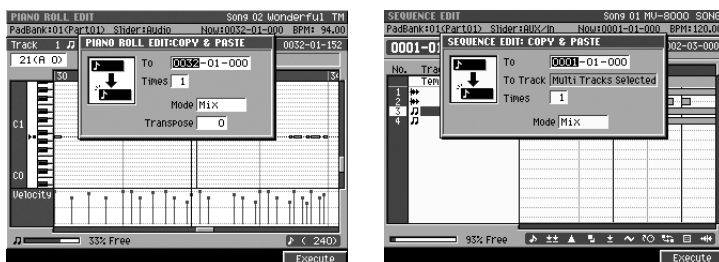 PIANO ROLL EDIT Song 02 Wonderful TM
PadBank:01(Part01) Slider:Audio Now:0032-01-000 BPM: 94.00
Track 1 0032-01-152
PIANO ROLL EDIT:COPY & PASTE
21(A 0)
To 0032-01-000
Times 1
Mode Mix
Transpose 0
30
C1
C0
Velocity
33% Free
( 240)
Execute
SEQUENCE EDIT Song 01 MV-8000 SONG
PadBank:01(Part01) Slider:AUX/In Now:0001-01-000 BPM:120.00
SEQUENCE EDIT: COPY & PASTE
0001-01
02-03-000
To 0001-01-000
To Track Multi Tracks Selected
Times 1
Mode Mix
No.
1
2
3
4
93% Free
Execute